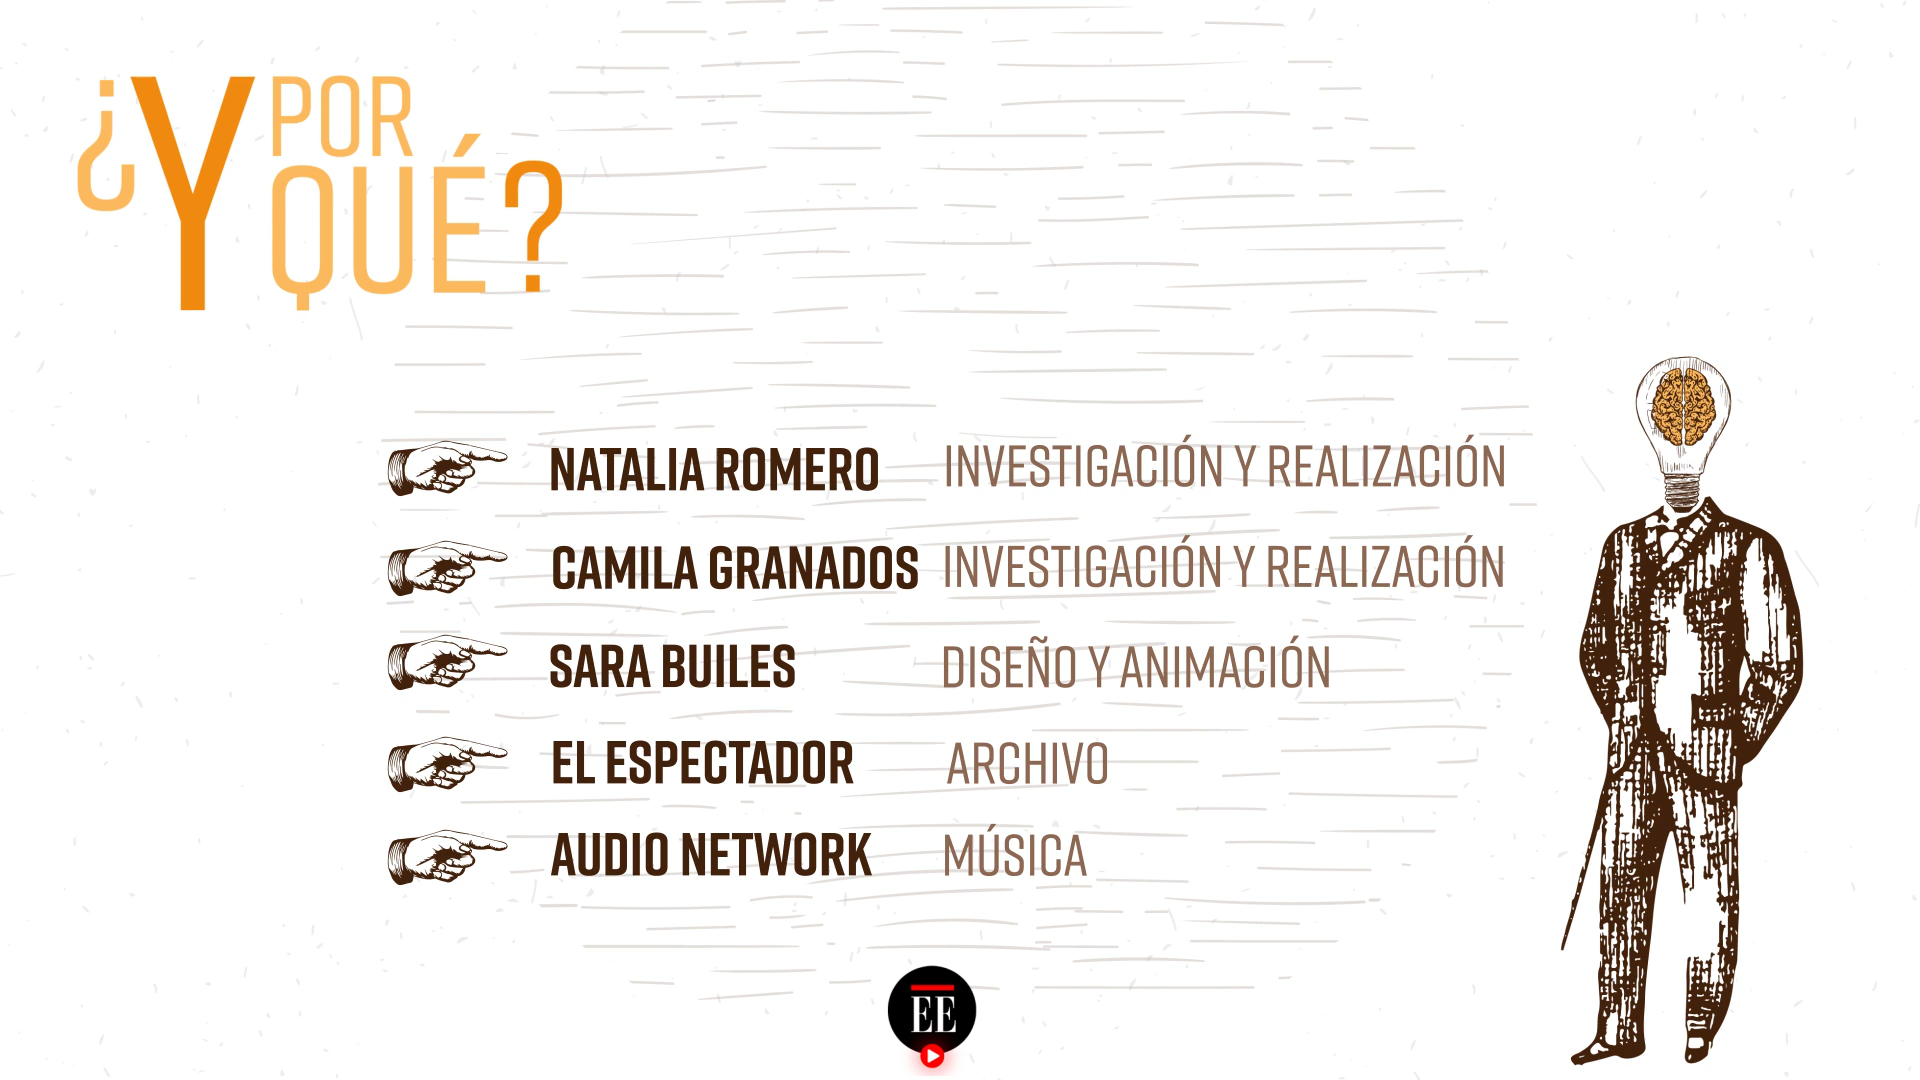 ¿Y POR
QUÉ?
NATALIA ROMERO INVESTIGACIÓN Y REALIZACIÓN
CAMILA GRANADOS INVESTIGACIÓN Y REALIZACIÓN
SARA BUILES DISEÑO Y ANIMACIÓN
EL ESPECTADOR ARCHIVO
AUDIO NETWORK MÚSICA
EE